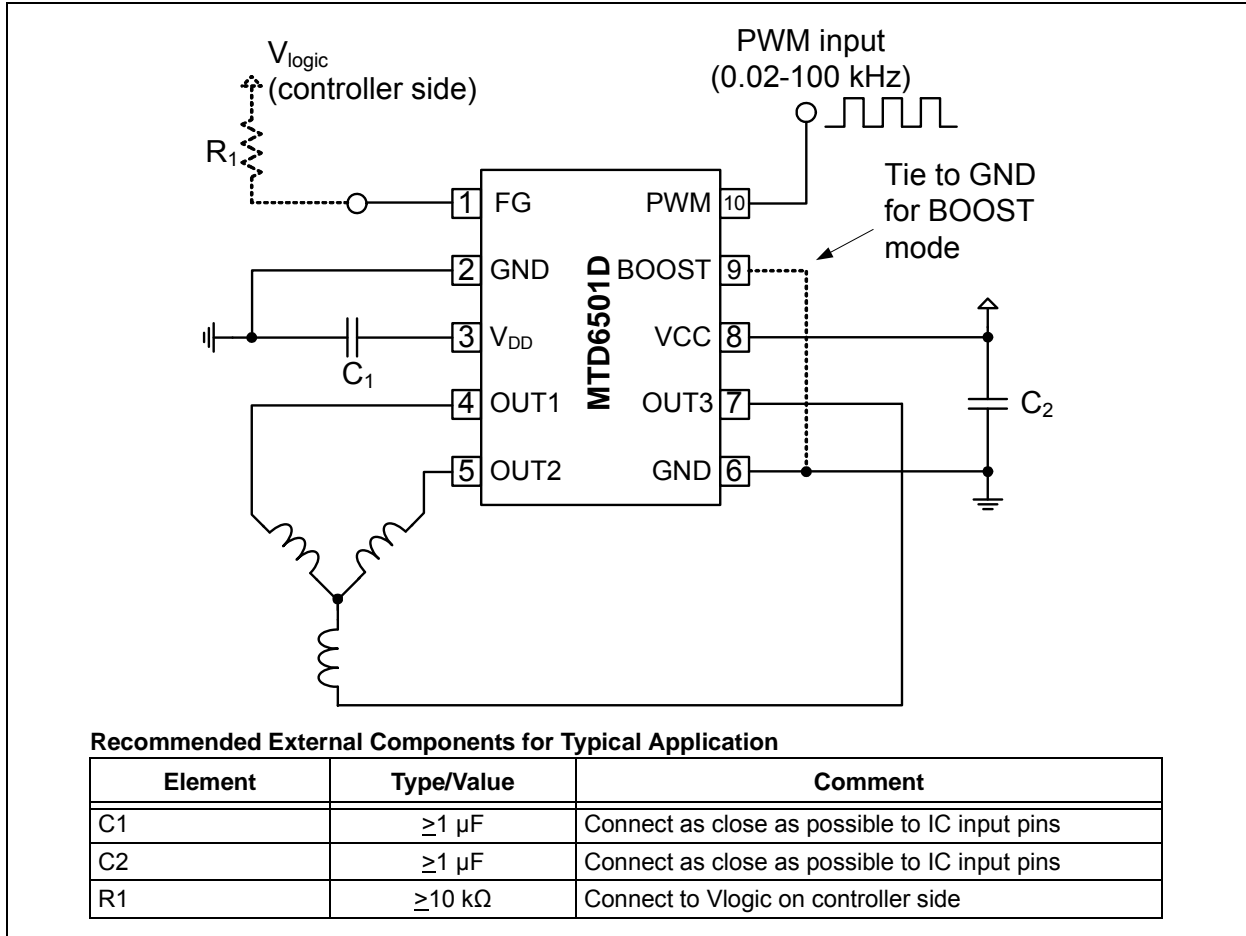 V_logic
(controller side)
R₁
PWM input
(0.02-100 kHz)
Tie to GND
for BOOST
mode
MTD6501D
1 FG
2 GND
3 V_DD
4 OUT1
5 OUT2
PWM 10
BOOST 9
VCC 8
OUT3 7
GND 6
C₁
C₂
Recommended External Components for Typical Application
Element Type/Value Comment
C1 ≥1 µF Connect as close as possible to IC input pins
C2 ≥1 µF Connect as close as possible to IC input pins
R1 ≥10 kΩ Connect to Vlogic on controller side